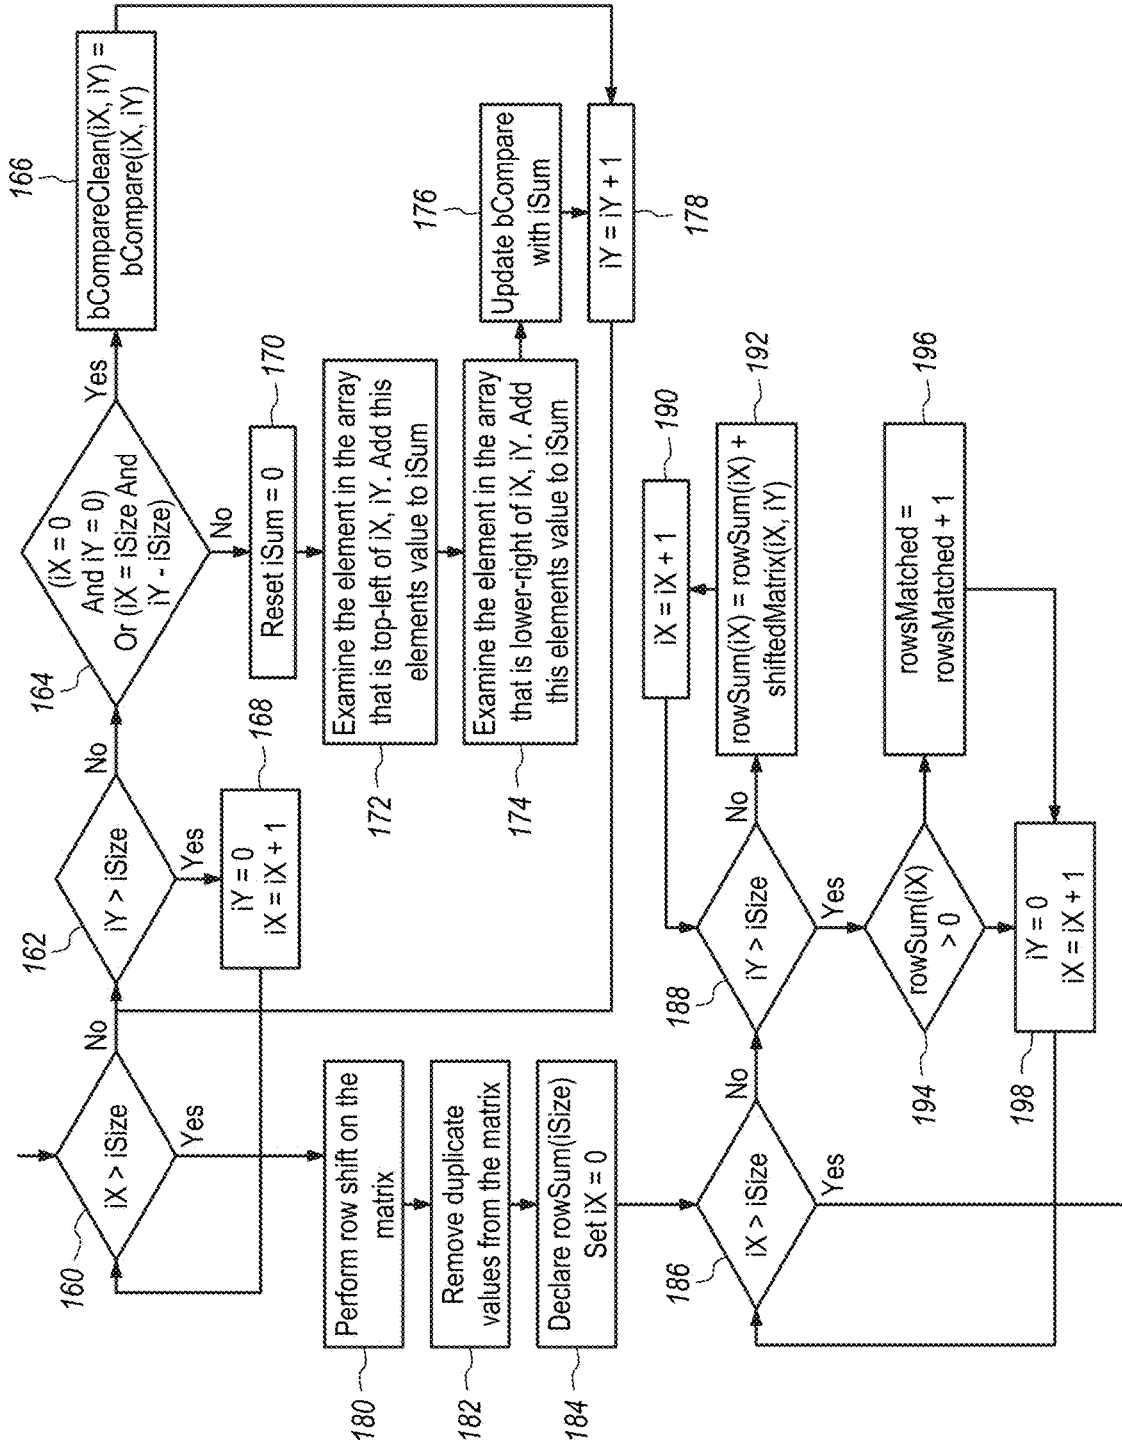 160
iX > iSize
No
Yes
162
iY > iSize
No
Yes
164
(iX = 0
And iY = 0)
Or (iX = iSize And
iY - iSize)
Yes
No
166
bCompareClean(iX, iY) =
bCompare(iX, iY)
168
iY = 0
iX = iX + 1
170
Reset iSum = 0
172
Examine the element in the array
that is top-left of iX, iY. Add this
elements value to iSum
174
Examine the element in the array
that is lower-right of iX, iY. Add
this elements value to iSum
176
Update bCompare
with iSum
178
iY = iY + 1
180
Perform row shift on the
matrix
182
Remove duplicate
values from the matrix
184
Declare rowSum(iSize)
Set iX = 0
186
iX > iSize
No
Yes
188
iY > iSize
No
Yes
190
iX = iX + 1
192
rowSum(iX) = rowSum(iX) +
shiftedMatrix(iX, iY)
194
rowSum(iX)
> 0
196
rowsMatched =
rowsMatched + 1
198
iY = 0
iX = iX + 1